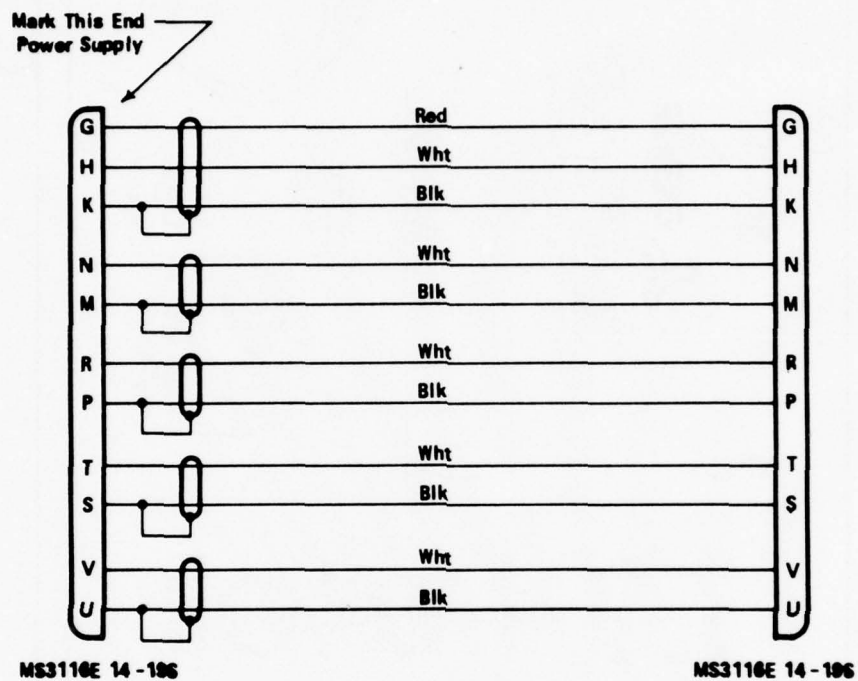 Mark This End
Power Supply
G Red G
H Wht H
K Blk K
N Wht N
M Blk M
R Wht R
P Blk P
T Wht T
S Blk S
V Wht V
U Blk U
MS3116E 14-19S MS3116E 14-19S